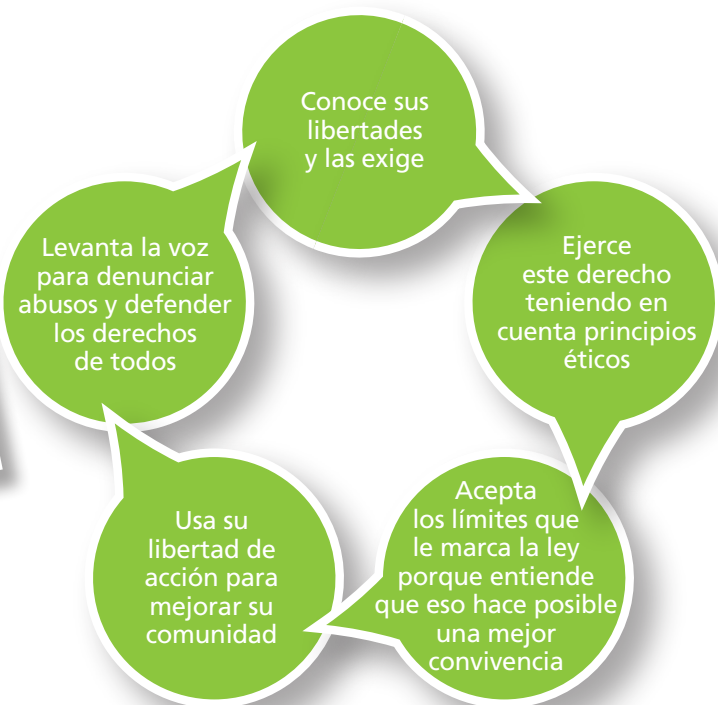 Conoce sus
libertades
y las exige
Ejerce
este derecho
teniendo en
cuenta principios
éticos
Acepta
los límites que
le marca la ley
porque entiende
que eso hace posible
una mejor
convivencia
Usa su
libertad de
acción para
mejorar su
comunidad
Levanta la voz
para denunciar
abusos y defender
los derechos
de todos